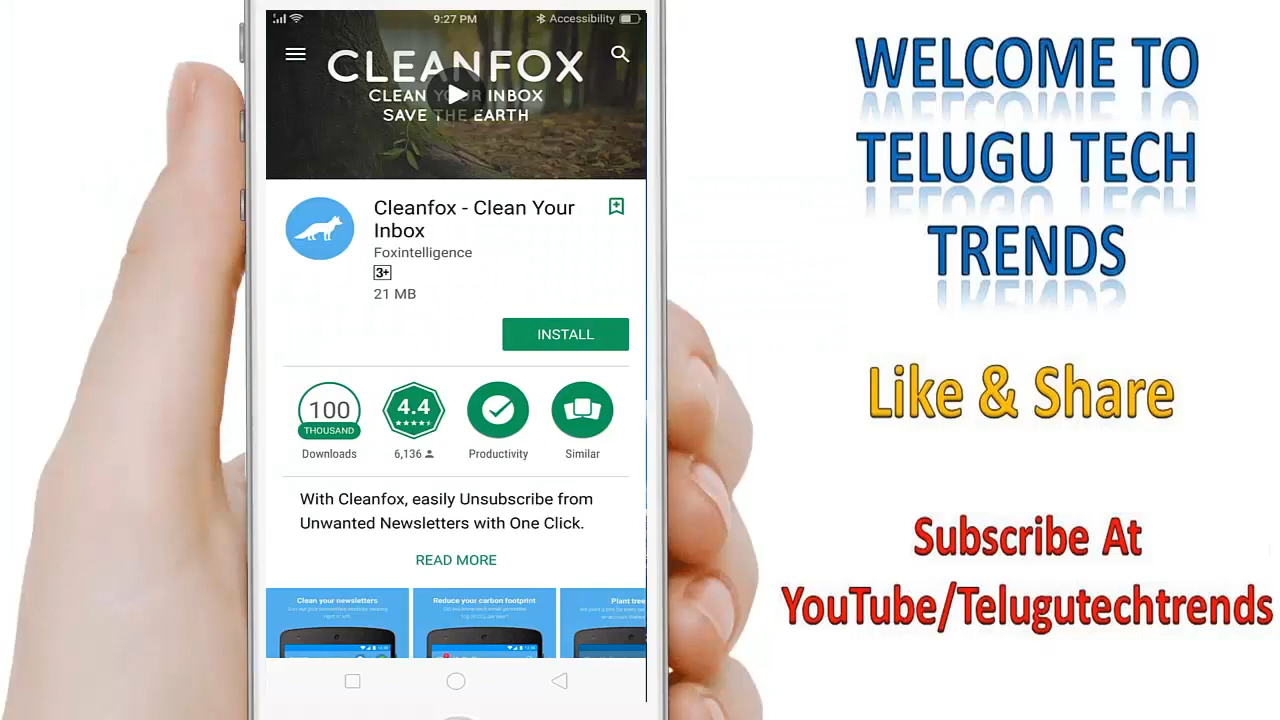 9:27 PM
Accessibility
CLEANFOX
CLEAN YOUR INBOX
SAVE THE EARTH
Cleanfox - Clean Your
Inbox
Foxintelligence
3+
21 MB
INSTALL
100
THOUSAND
Downloads
4.4
6,136
Productivity
Similar
With Cleanfox, easily Unsubscribe from
Unwanted Newsletters with One Click.
READ MORE
Clean your newsletters
Reduce your carbon footprint
Plant tree
WELCOME TO
TELUGU TECH
TRENDS
Like & Share
Subscribe At
YouTube/Telugutechtrends